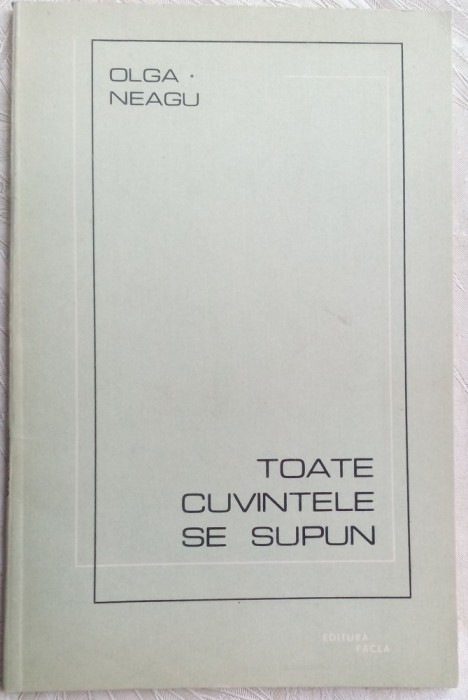 OLGA
NEAGU
TOATE
CUVINTELE
SE SUPUN
EDITURA
FACLA